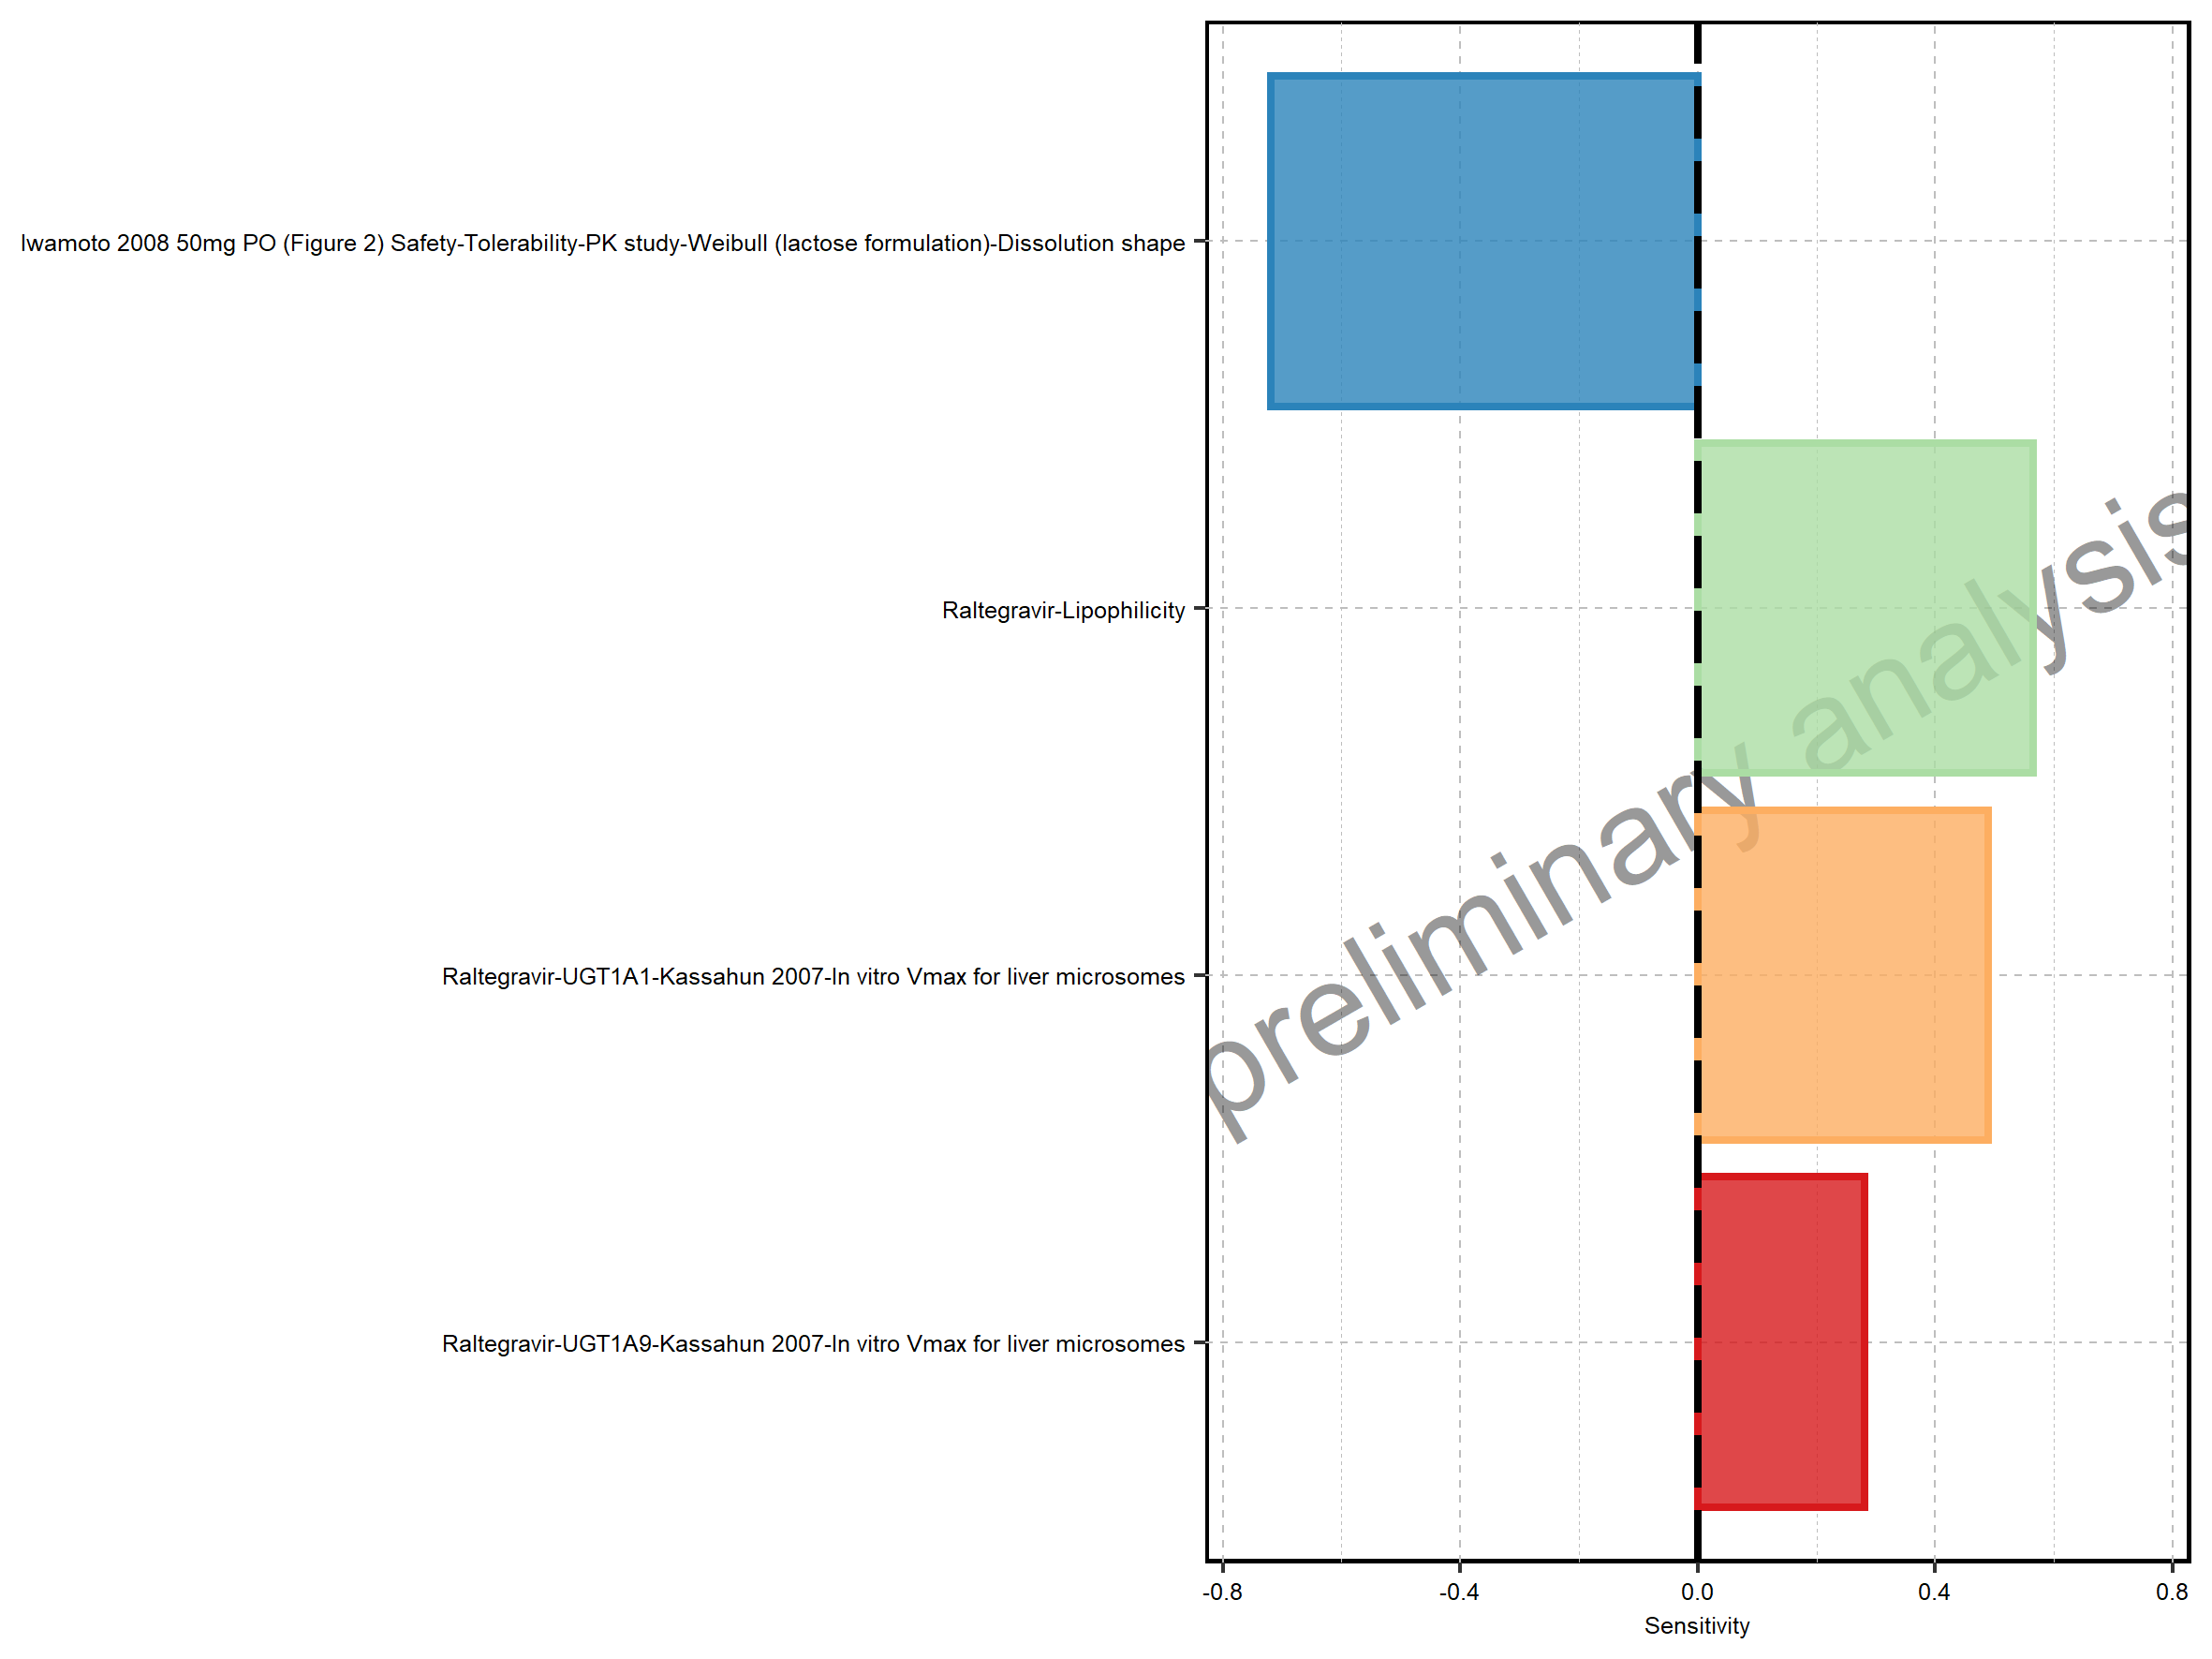 Iwamoto 2008 50mg PO (Figure 2) Safety-Tolerability-PK study-Weibull (lactose formulation)-Dissolution shape
Raltegravir-Lipophilicity
Raltegravir-UGT1A1-Kassahun 2007-In vitro Vmax for liver microsomes
Raltegravir-UGT1A9-Kassahun 2007-In vitro Vmax for liver microsomes
preliminary analysis
-0.8 -0.4 0.0 0.4 0.8
Sensitivity